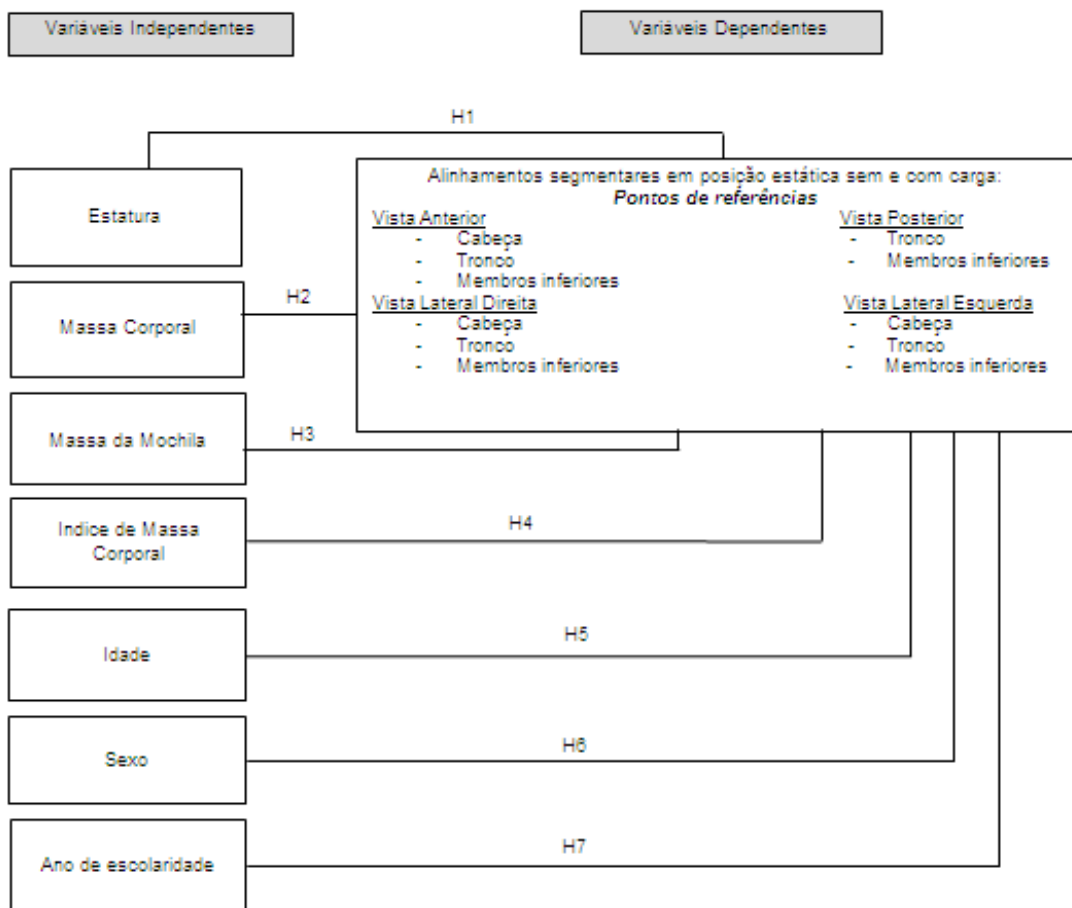 Variáveis Independentes
Variáveis Dependentes
H1
Estatura
Alinhamentos segmentares em posição estática sem e com carga:
Pontos de referências
Vista Anterior
- Cabeça
- Tronco
- Membros inferiores
Vista Posterior
- Tronco
- Membros inferiores
H2
Massa Corporal
Vista Lateral Direita
- Cabeça
- Tronco
- Membros inferiores
Vista Lateral Esquerda
- Cabeça
- Tronco
- Membros inferiores
Massa da Mochila
H3
Indice de Massa
Corporal
H4
Idade
H5
Sexo
H6
Ano de escolaridade
H7